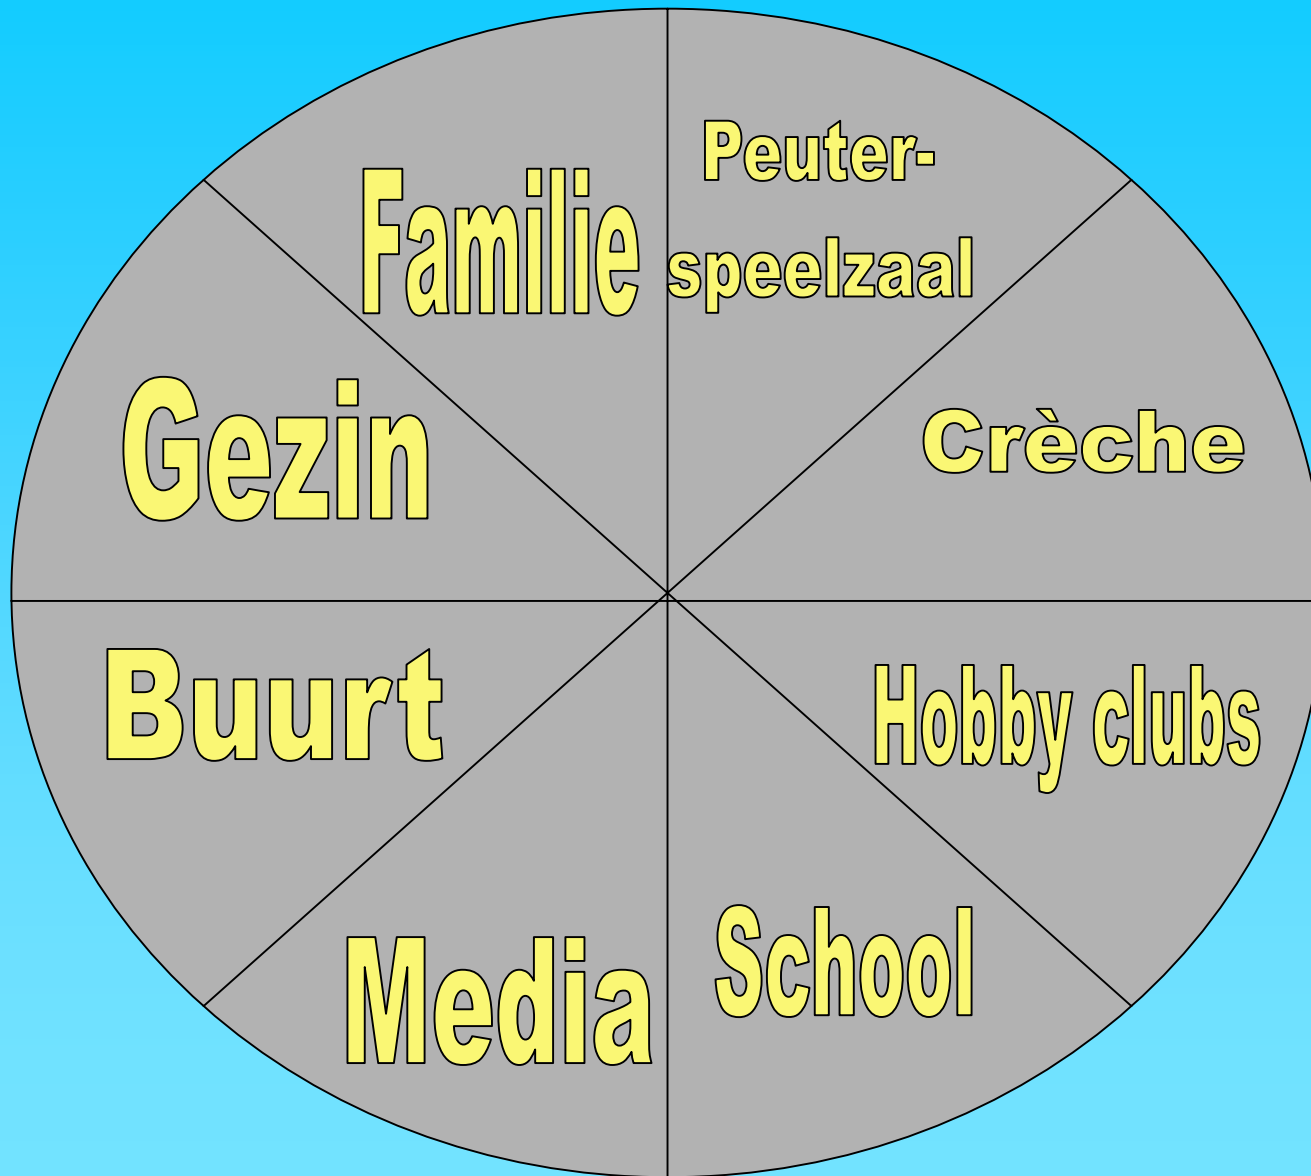 Peuter-
speelzaal
Familie
Crèche
Gezin
Buurt
Hobby clubs
School
Media